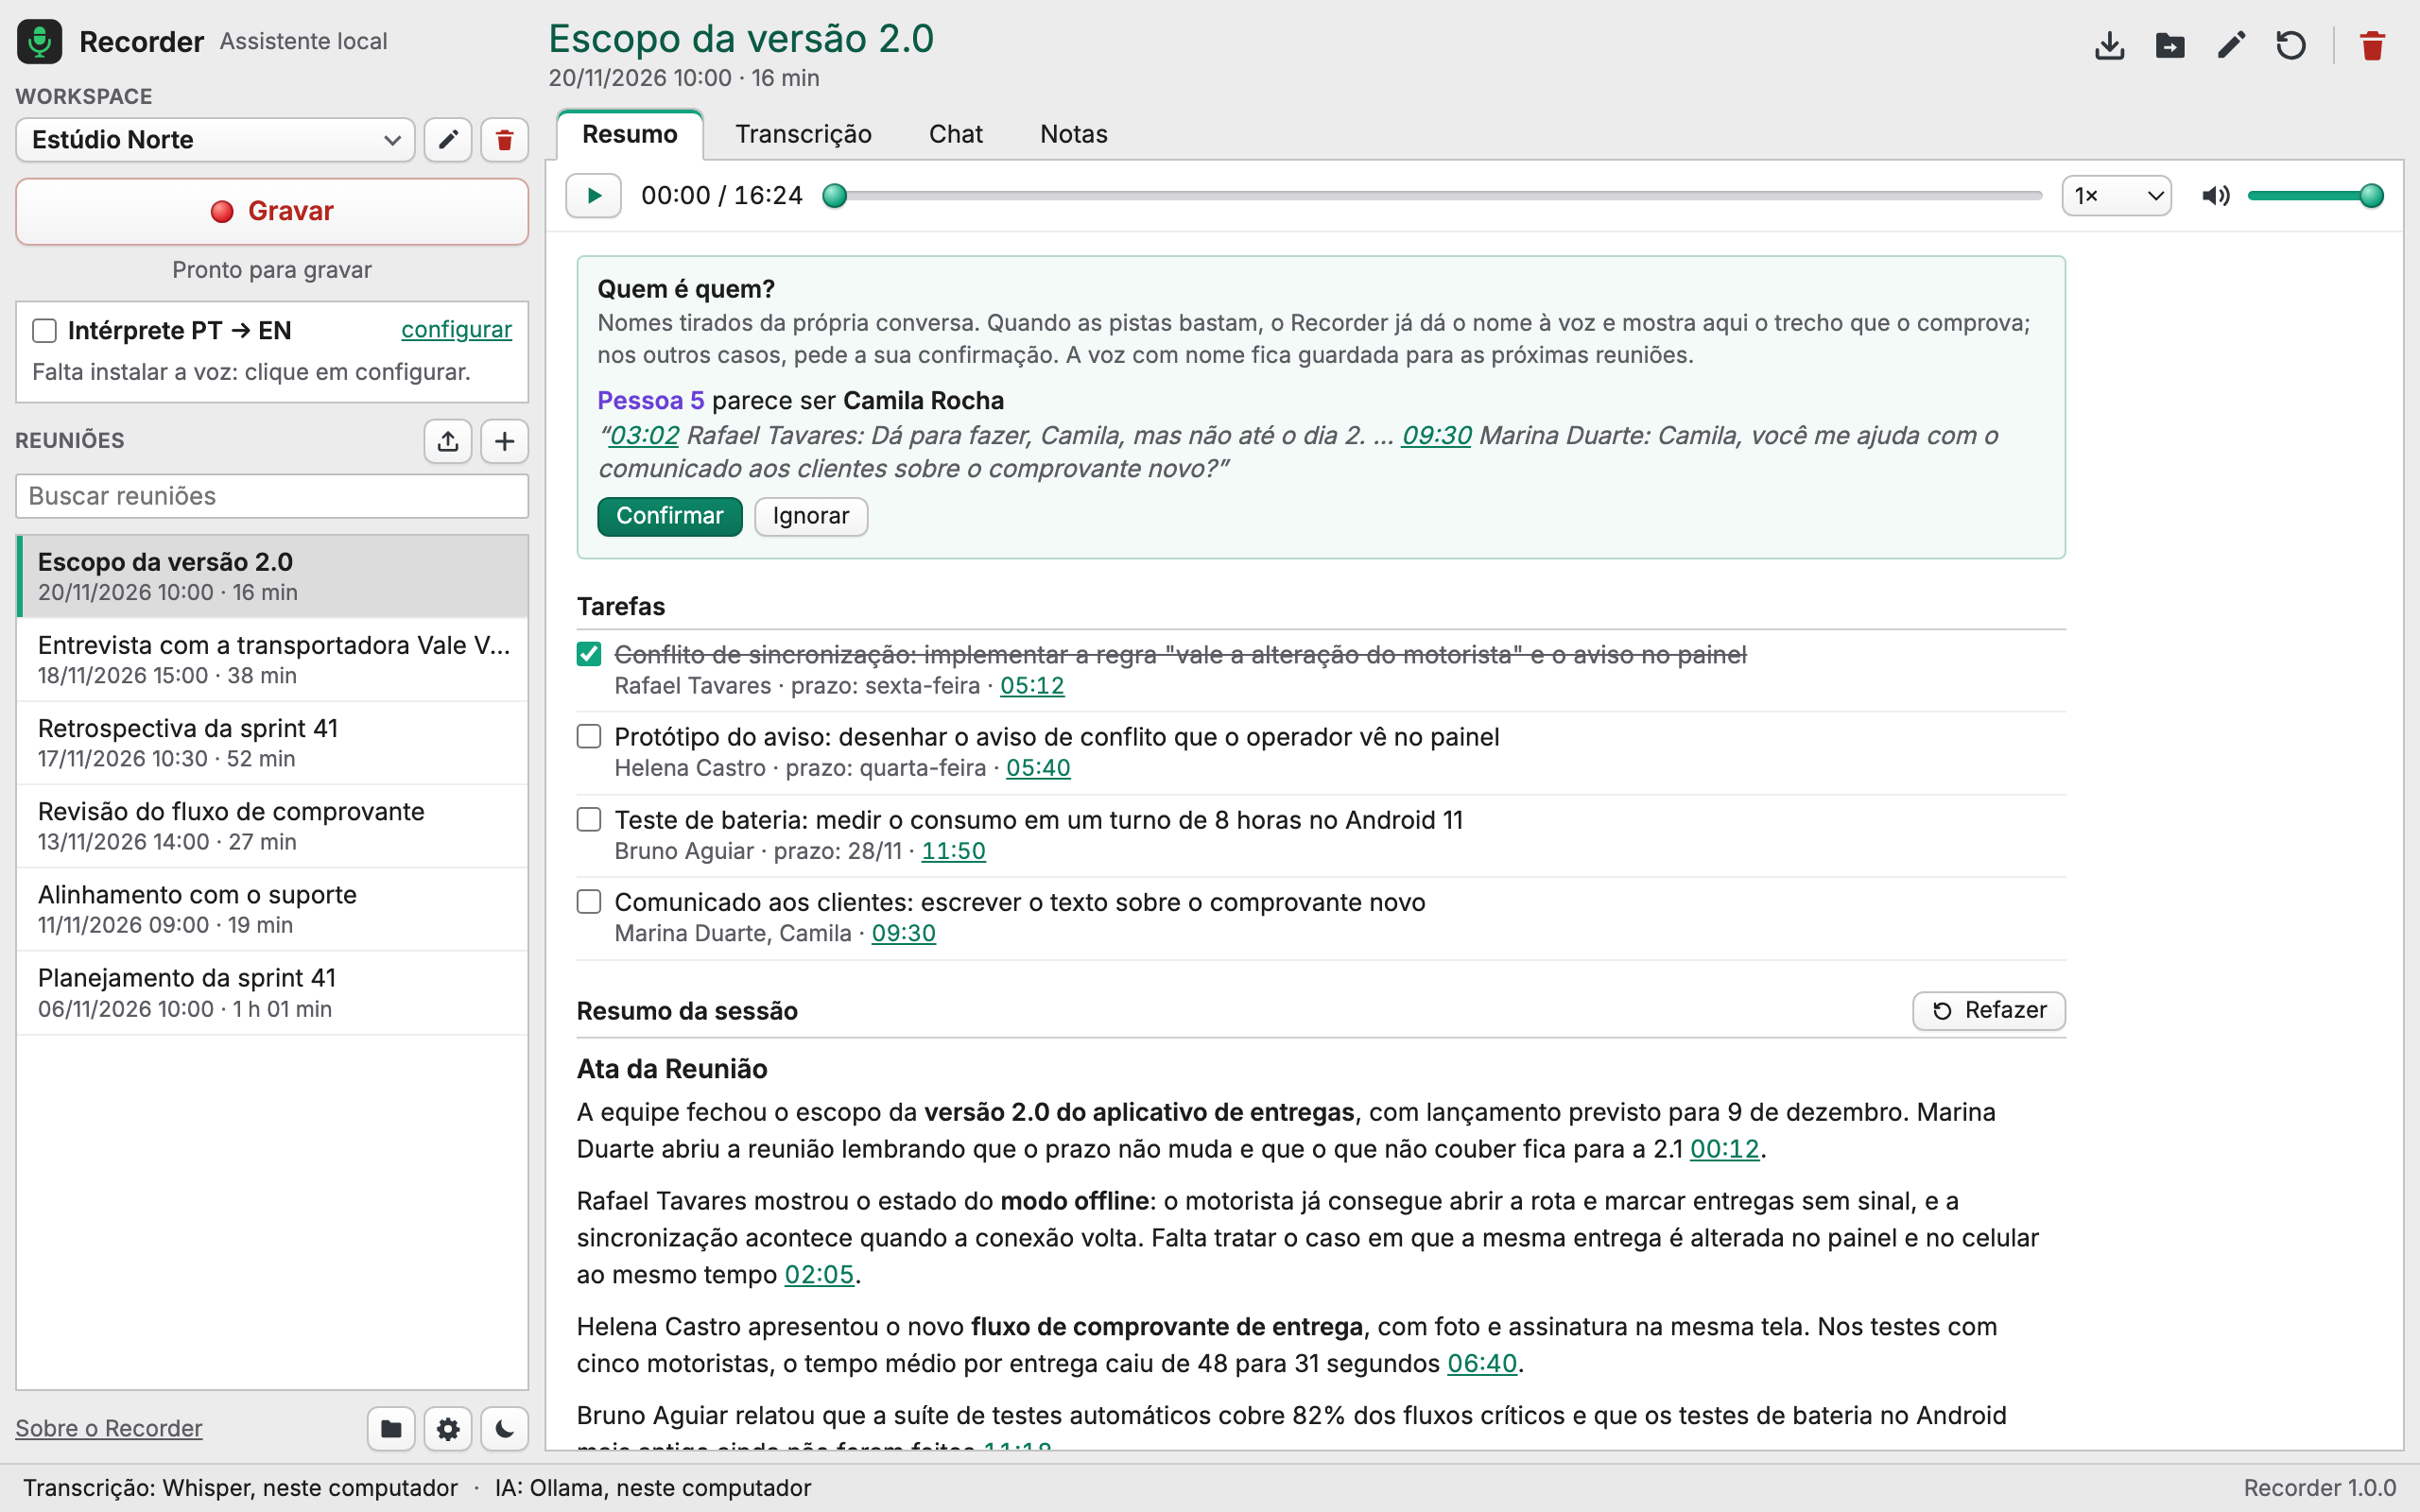 Recorder Assistente local
WORKSPACE
Estúdio Norte
Gravar
Pronto para gravar
Intérprete PT → EN configurar
Falta instalar a voz: clique em configurar.
REUNIÕES
Buscar reuniões
Escopo da versão 2.0
20/11/2026 10:00 · 16 min
Entrevista com a transportadora Vale V...
18/11/2026 15:00 · 38 min
Retrospectiva da sprint 41
17/11/2026 10:30 · 52 min
Revisão do fluxo de comprovante
13/11/2026 14:00 · 27 min
Alinhamento com o suporte
11/11/2026 09:00 · 19 min
Planejamento da sprint 41
06/11/2026 10:00 · 1 h 01 min
Sobre o Recorder
Escopo da versão 2.0
20/11/2026 10:00 · 16 min
Resumo Transcrição Chat Notas
00:00 / 16:24 1×
Quem é quem?
Nomes tirados da própria conversa. Quando as pistas bastam, o Recorder já dá o nome à voz e mostra aqui o trecho que o comprova;
nos outros casos, pede a sua confirmação. A voz com nome fica guardada para as próximas reuniões.
Pessoa 5 parece ser Camila Rocha
“03:02 Rafael Tavares: Dá para fazer, Camila, mas não até o dia 2. ... 09:30 Marina Duarte: Camila, você me ajuda com o
comunicado aos clientes sobre o comprovante novo?”
Confirmar Ignorar
Tarefas
Conflito de sincronização: implementar a regra "vale a alteração do motorista" e o aviso no painel
Rafael Tavares · prazo: sexta-feira · 05:12
Protótipo do aviso: desenhar o aviso de conflito que o operador vê no painel
Helena Castro · prazo: quarta-feira · 05:40
Teste de bateria: medir o consumo em um turno de 8 horas no Android 11
Bruno Aguiar · prazo: 28/11 · 11:50
Comunicado aos clientes: escrever o texto sobre o comprovante novo
Marina Duarte, Camila · 09:30
Resumo da sessão Refazer
Ata da Reunião
A equipe fechou o escopo da versão 2.0 do aplicativo de entregas, com lançamento previsto para 9 de dezembro. Marina
Duarte abriu a reunião lembrando que o prazo não muda e que o que não couber fica para a 2.1 00:12.
Rafael Tavares mostrou o estado do modo offline: o motorista já consegue abrir a rota e marcar entregas sem sinal, e a
sincronização acontece quando a conexão volta. Falta tratar o caso em que a mesma entrega é alterada no painel e no celular
ao mesmo tempo 02:05.
Helena Castro apresentou o novo fluxo de comprovante de entrega, com foto e assinatura na mesma tela. Nos testes com
cinco motoristas, o tempo médio por entrega caiu de 48 para 31 segundos 06:40.
Bruno Aguiar relatou que a suíte de testes automáticos cobre 82% dos fluxos críticos e que os testes de bateria no Android
mais antigo ainda não foram feitos 11:18
Transcrição: Whisper, neste computador · IA: Ollama, neste computador
Recorder 1.0.0